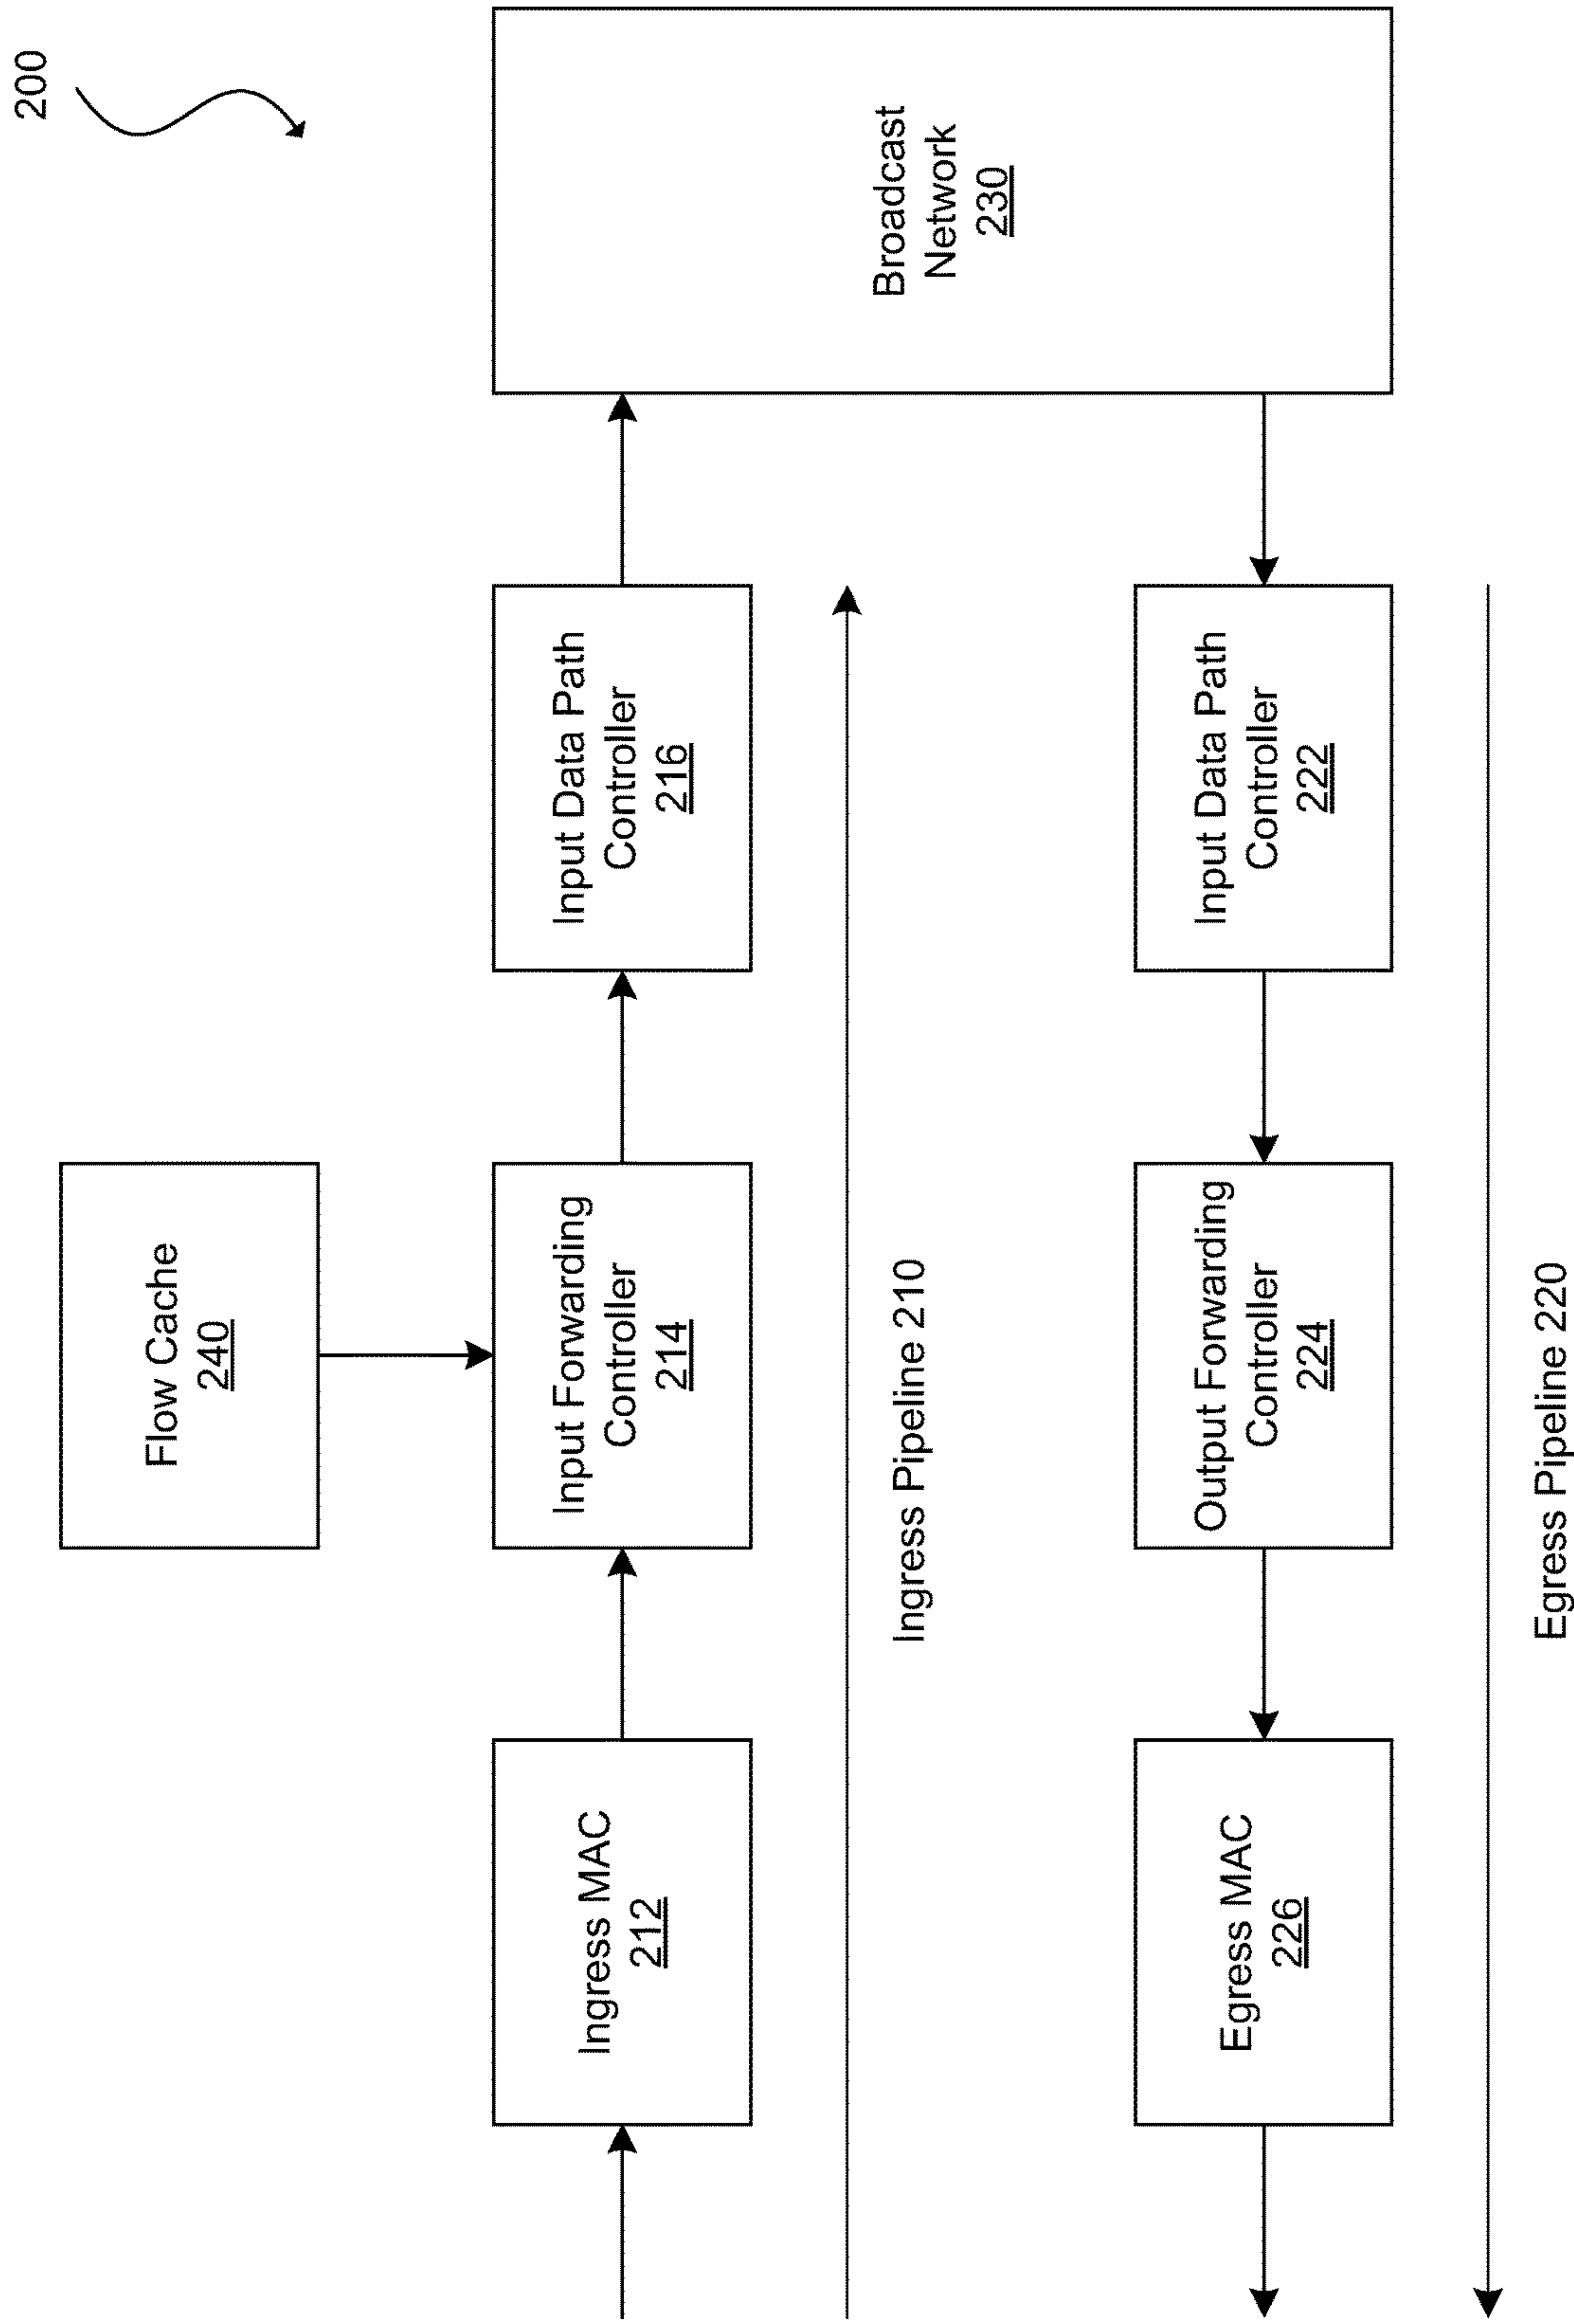 200
Flow Cache
240
Ingress MAC
212
Input Forwarding
Controller
214
Input Data Path
Controller
216
Broadcast
Network
230
Ingress Pipeline 210
Egress MAC
226
Output Forwarding
Controller
224
Input Data Path
Controller
222
Egress Pipeline 220